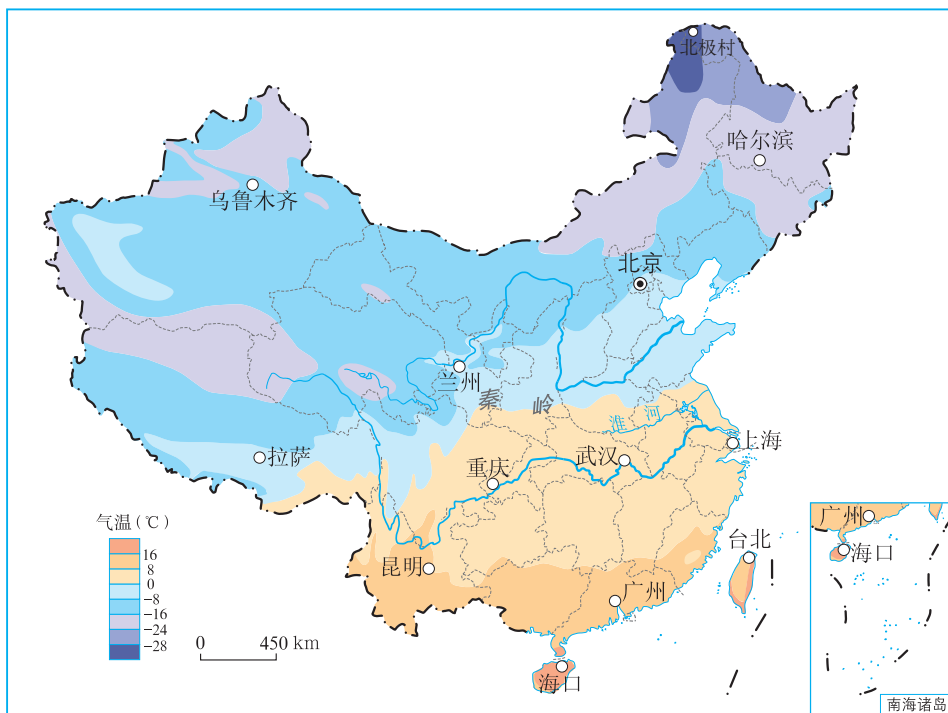 北极村
哈尔滨
乌鲁木齐
北京
兰州
秦岭
淮河
上海
拉萨
重庆
武汉
气温(℃)
16
8
0
-8
-16
-24
-28
昆明
台北
广州
海口
0 450 km
广州
海口
南海诸岛